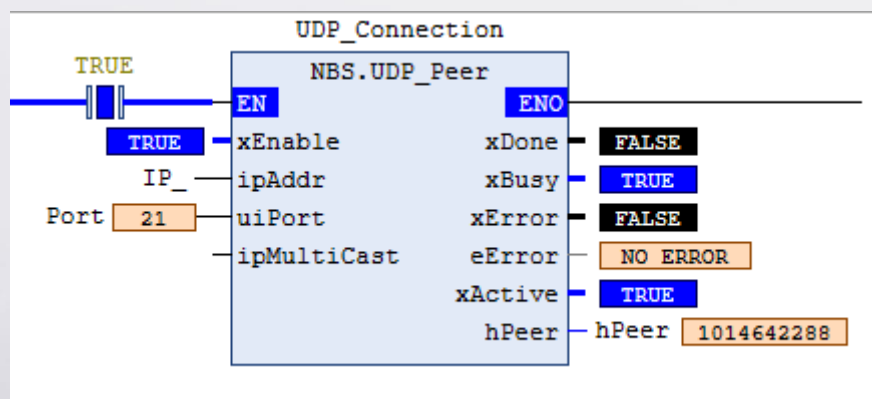 UDP_Connection
TRUE
NBS.UDP_Peer
EN ENO
TRUE xEnable xDone FALSE
IP_ ipAddr xBusy TRUE
Port 21 uiPort xError FALSE
ipMultiCast eError NO ERROR
xActive TRUE
hPeer hPeer 1014642288